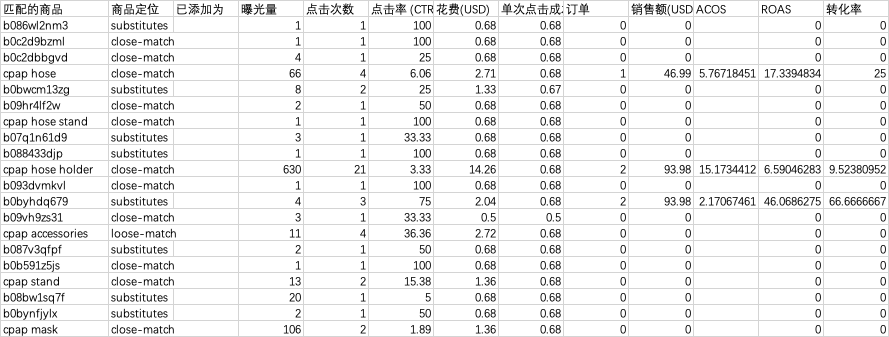 匹配的商品 商品定位 已添加为 曝光量 点击次数 点击率 (CTR 花费(USD) 单次点击成 订单 销售额(USD ACOS ROAS 转化率
b086wl2nm3 substitutes 1 1 100 0.68 0.68 0 0 0 0 0
b0c2d9bzml close-match 1 1 100 0.68 0.68 0 0 0 0 0
b0c2dbbgvd close-match 4 1 25 0.68 0.68 0 0 0 0 0
cpap hose close-match 66 4 6.06 2.71 0.68 1 46.99 5.76718451 17.3394834 25
b0bwcm13zg substitutes 8 2 25 1.33 0.67 0 0 0 0 0
b09hr4lf2w close-match 2 1 50 0.68 0.68 0 0 0 0 0
cpap hose stand close-match 1 1 100 0.68 0.68 0 0 0 0 0
b07q1n61d9 substitutes 3 1 33.33 0.68 0.68 0 0 0 0 0
b088433djp substitutes 1 1 100 0.68 0.68 0 0 0 0 0
cpap hose holder close-match 630 21 3.33 14.26 0.68 2 93.98 15.1734412 6.59046283 9.52380952
b093dvmkvl close-match 1 1 100 0.68 0.68 0 0 0 0 0
b0byhdq679 substitutes 4 3 75 2.04 0.68 2 93.98 2.17067461 46.0686275 66.6666667
b09vh9zs31 close-match 3 1 33.33 0.5 0.5 0 0 0 0 0
cpap accessories loose-match 11 4 36.36 2.72 0.68 0 0 0 0 0
b087v3qfpf substitutes 2 1 50 0.68 0.68 0 0 0 0 0
b0b591z5js close-match 1 1 100 0.68 0.68 0 0 0 0 0
cpap stand close-match 13 2 15.38 1.36 0.68 0 0 0 0 0
b08bw1sq7f substitutes 20 1 5 0.68 0.68 0 0 0 0 0
b0bynfjylx substitutes 2 1 50 0.68 0.68 0 0 0 0 0
cpap mask close-match 106 2 1.89 1.36 0.68 0 0 0 0 0